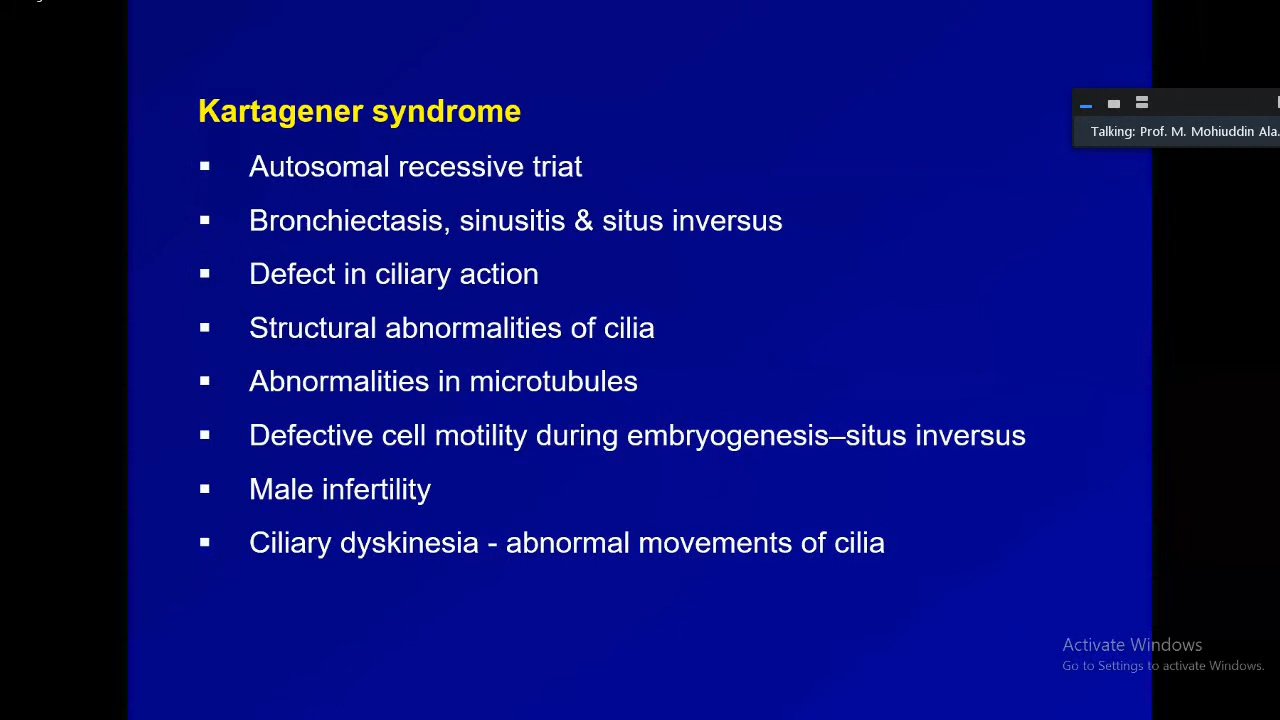 Kartagener syndrome
▪ Autosomal recessive triat
▪ Bronchiectasis, sinusitis & situs inversus
▪ Defect in ciliary action
▪ Structural abnormalities of cilia
▪ Abnormalities in microtubules
▪ Defective cell motility during embryogenesis–situs inversus
▪ Male infertility
▪ Ciliary dyskinesia - abnormal movements of cilia
Talking: Prof. M. Mohiuddin Ala...
Activate Windows
Go to Settings to activate Windows.